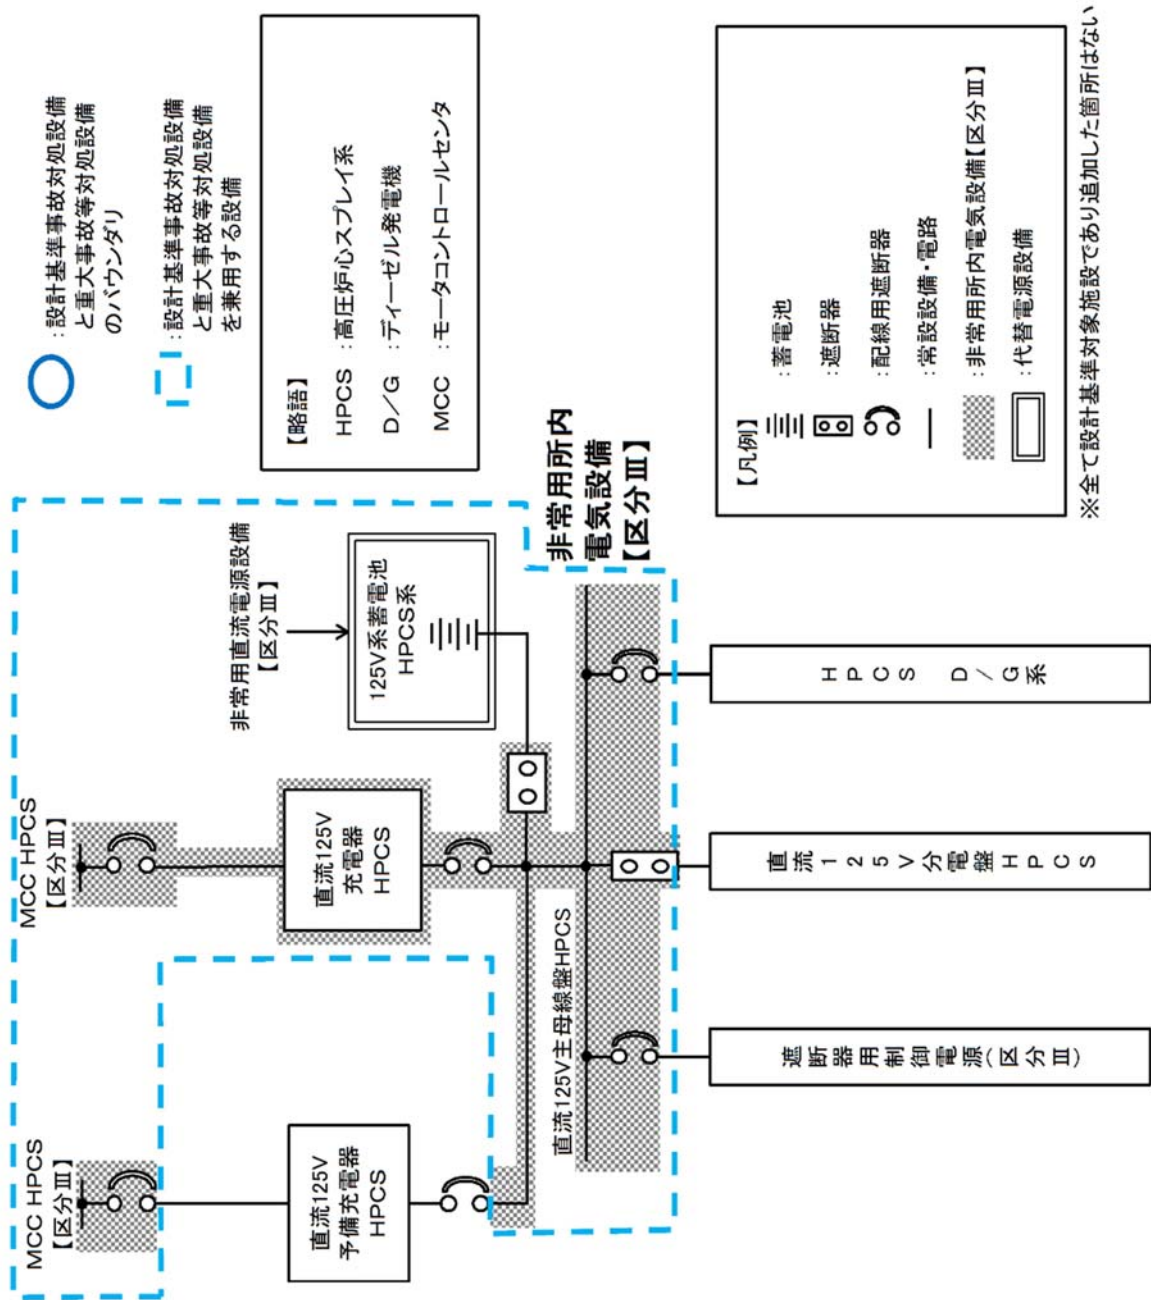 MCC HPCS
【区分Ⅲ】
MCC HPCS
【区分Ⅲ】
非常用直流電源設備
【区分Ⅲ】
直流125V
予備充電器
HPCS
直流125V
充電器
HPCS
125V系蓄電池
HPCS系
直流125V主母線盤HPCS
非常用所内
電気設備
【区分Ⅲ】
遮断器用制御電源(区分Ⅲ)
直流125V分電盤HPCS
HPCS D/G系
:設計基準事故対処設備
と重大事故等対処設備
のバウンダリ
:設計基準事故対処設備
と重大事故等対処設備
を兼用する設備
【略語】
HPCS :高圧炉心スプレイ系
D/G :ディーゼル発電機
MCC :モータコントロールセンタ
【凡例】
:蓄電池
:遮断器
:配線用遮断器
:常設設備・電路
:非常用所内電気設備【区分Ⅲ】
:代替電源設備
※全て設計基準対象施設であり追加した箇所はない